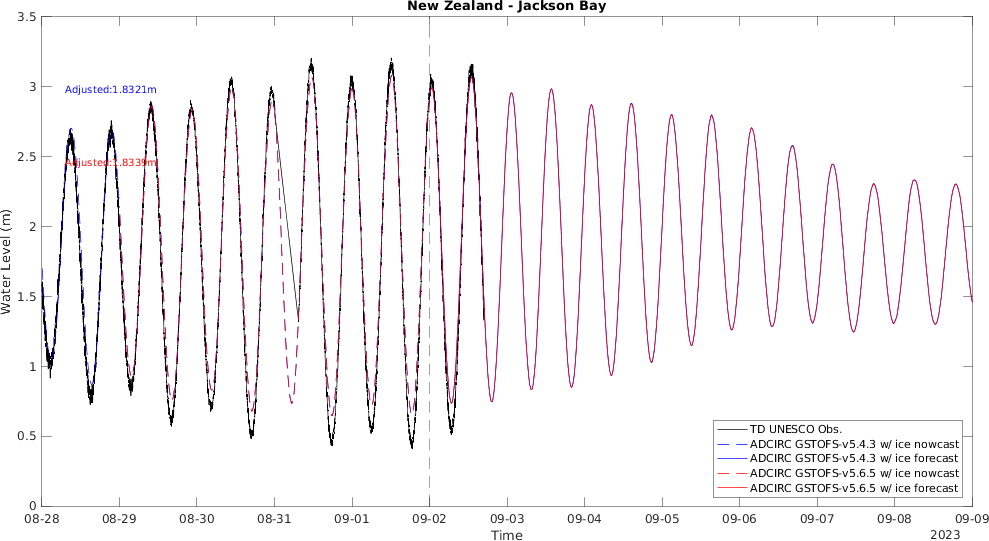 New Zealand - Jackson Bay
3.5
3
2.5
2
1.5
1
0.5
0
Water Level (m)
Adjusted:1.8321m
Adjusted:1.8339m
TD UNESCO Obs.
ADCIRC GSTOFS-v5.4.3 w/ ice nowcast
ADCIRC GSTOFS-v5.4.3 w/ ice forecast
ADCIRC GSTOFS-v5.6.5 w/ ice nowcast
ADCIRC GSTOFS-v5.6.5 w/ ice forecast
08-28 08-29 08-30 08-31 09-01 09-02 09-03 09-04 09-05 09-06 09-07 09-08 09-09
Time
2023